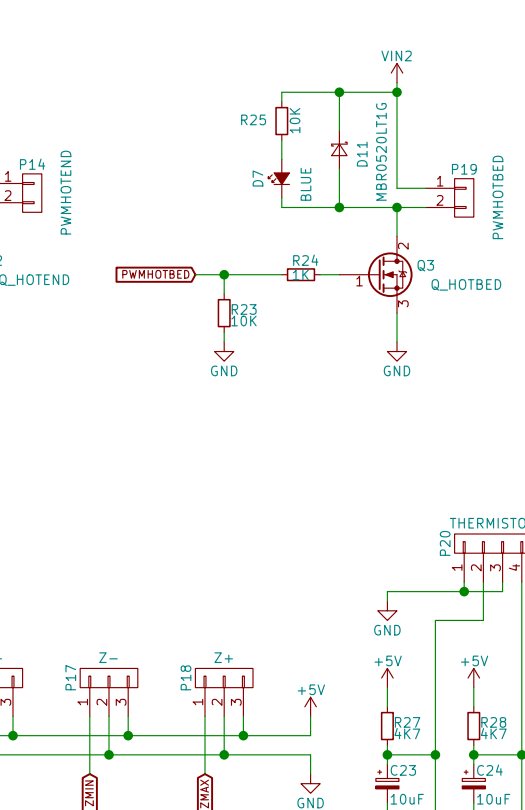 VIN2
R25
10K
D11
MBR0520LT1G
D7
BLUE
P14
1
2
PWMHOTEND
P19
1
2
PWMHOTBED
2
Q_HOTEND
PWMHOTBED
R24
1K
1
2
3
Q3
Q_HOTBED
R23
10K
GND
GND
THERMISTO
P20
1
2
3
4
GND
Z-
P17
1
2
3
Z+
P18
1
2
3
3
+5V
+5V
+5V
R27
4K7
R28
4K7
C23
10uF
C24
10uF
ZMIN
ZMAX
GND